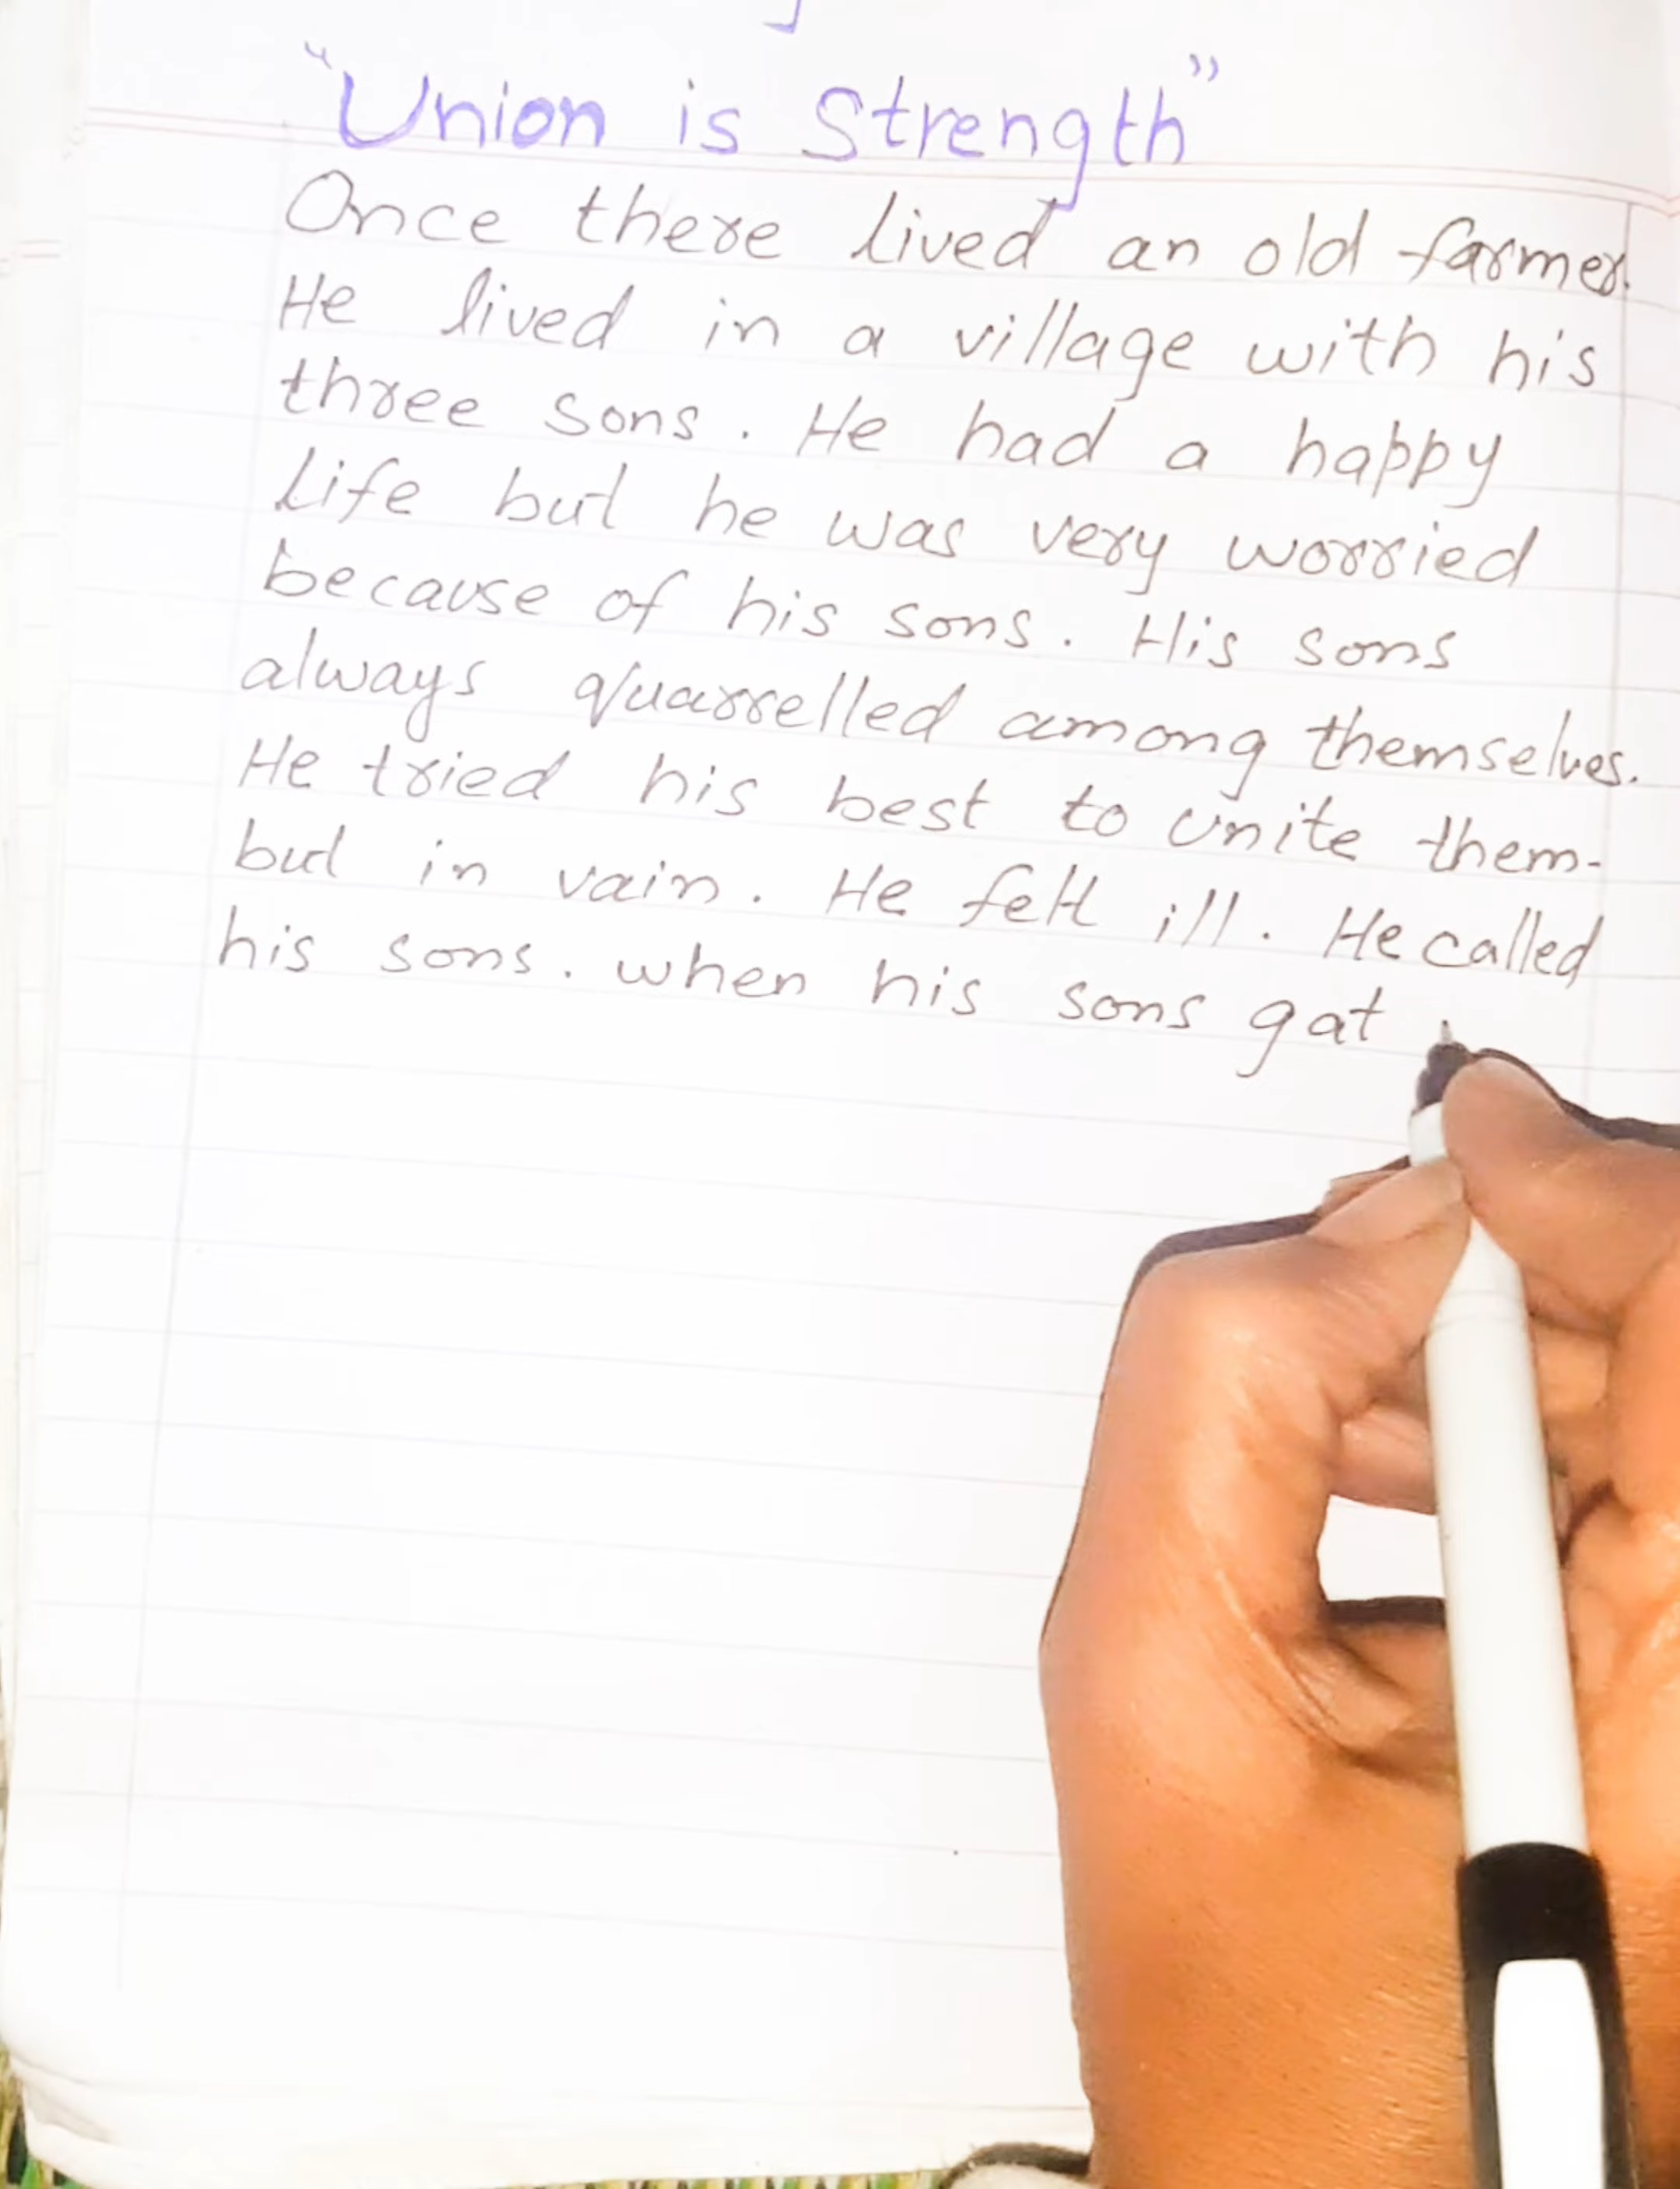 "Union is Strength"
Once there lived an old farmer.
He lived in a village with his
three sons. He had a happy
Life but he was very worried
because of his sons. His sons
always quarrelled among themselves.
He tried his best to unite them-
but in vain. He felt ill. He called
his sons. when his sons gat